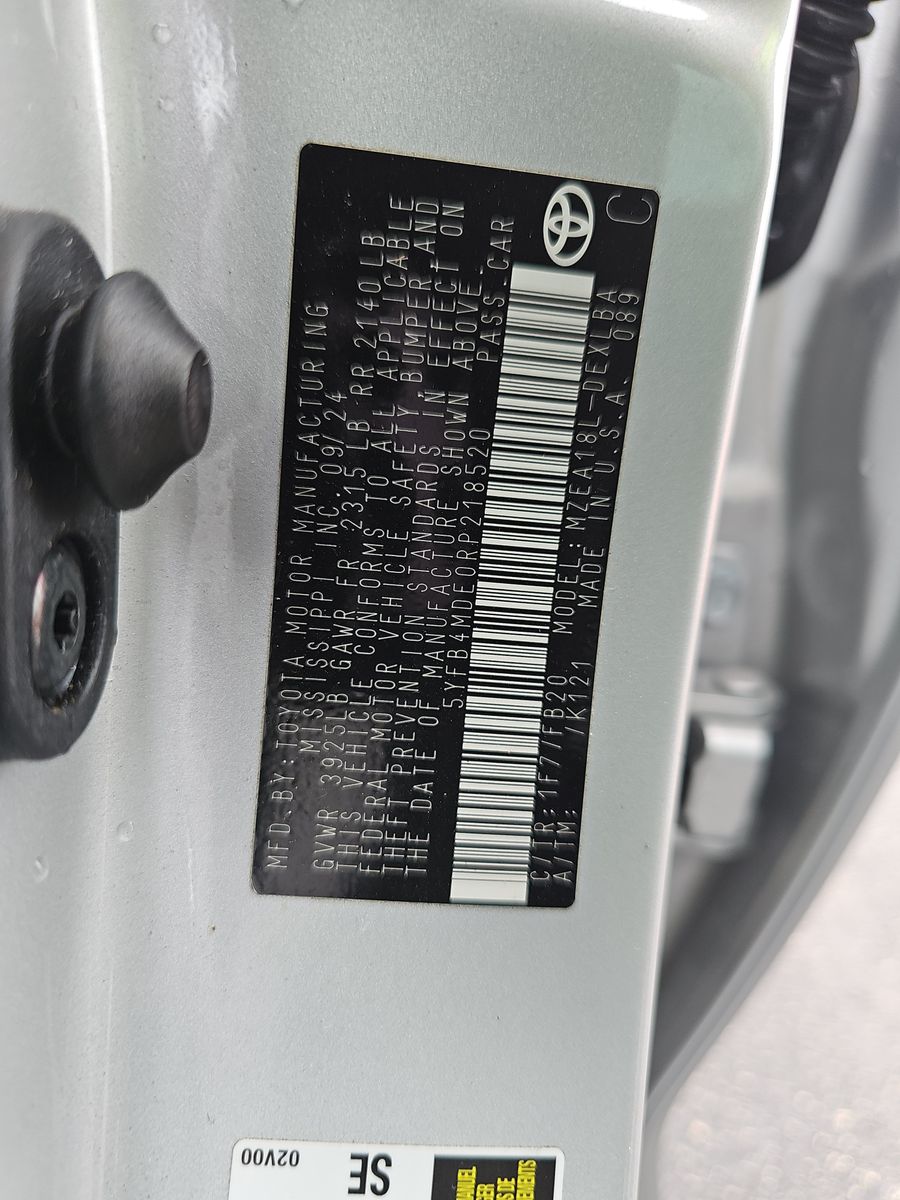 MFD.BY:TOYOTA MOTOR MANUFACTURING
MISSISSIPPI INC.09/24
GVWR 3925LB GAWR FR 2315 LB RR 2140LB
THIS VEHICLE CONFORMS TO ALL APPLICABLE
FEDERAL MOTOR VEHICLE SAFETY, BUMPER AND
THEFT PREVENTION STANDARDS IN EFFECT ON
THE DATE OF MANUFACTURE SHOWN ABOVE.
5YFB4MDE0RP218520 PASS.CAR
C/TR:1F7/FB20 MODEL:MZEA18L-DEXLBA
A/TM: /K121 MADE IN U.S.A. 089
C
02V00
SE